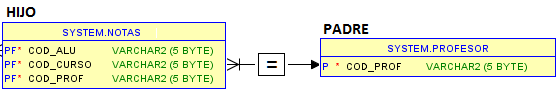 HIJO
SYSTEM.NOTAS
PF* COD_ALU VARCHAR2 (5 BYTE)
PF* COD_CURSO VARCHAR2 (5 BYTE)
PF* COD_PROF VARCHAR2 (5 BYTE)
=
PADRE
SYSTEM.PROFESOR
P * COD_PROF VARCHAR2 (5 BYTE)